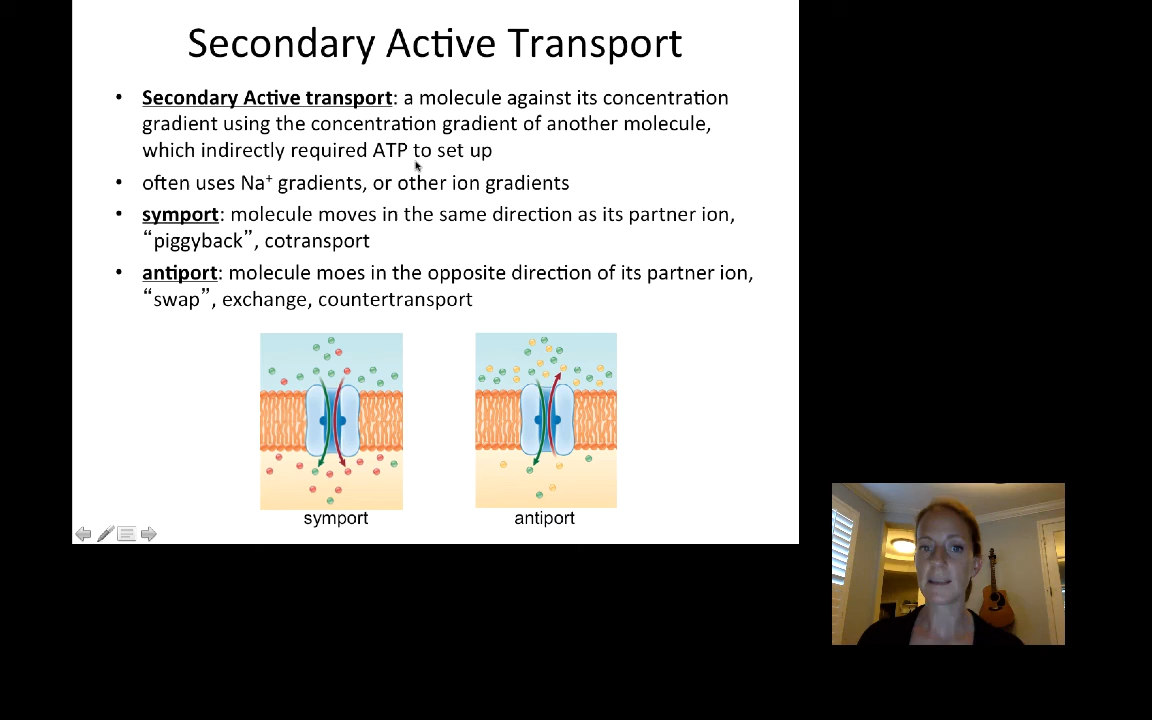 Secondary Active Transport
• Secondary Active transport: a molecule against its concentration
gradient using the concentration gradient of another molecule,
which indirectly required ATP to set up
• often uses Na⁺ gradients, or other ion gradients
• symport: molecule moves in the same direction as its partner ion,
“piggyback”, cotransport
• antiport: molecule moes in the opposite direction of its partner ion,
“swap”, exchange, countertransport
symport
antiport